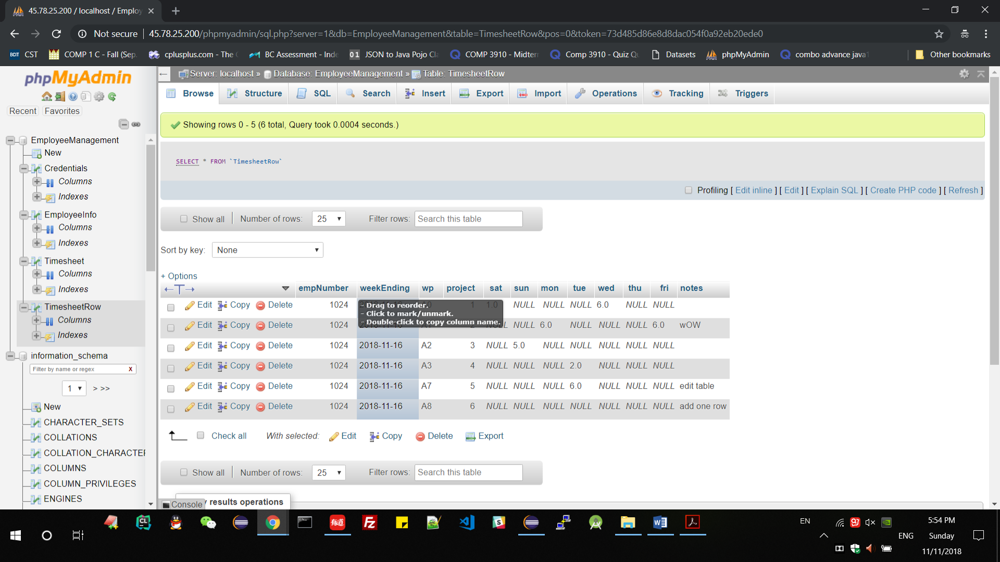 45.78.25.200 / localhost / Employ
Not secure 45.78.25.200/phpmyadmin/sql.php?server=1&db=EmployeeManagement&table=TimesheetRow&pos=0&token=73d485d86e8d8dac054f0a92eb20ede0
BCIT CST COMP 1 C - Fall (Sep. cplusplus.com - The C BC Assessment - Inde 01 JSON to Java Pojo Cla COMP 3910 - Midterm Comp 3910 - Quiz Qu Datasets phpMyAdmin combo advance java1 Other bookmarks
phpMyAdmin
Recent Favorites
EmployeeManagement
New
Credentials
Columns
Indexes
EmployeeInfo
Columns
Indexes
Timesheet
Columns
Indexes
TimesheetRow
Columns
Indexes
information_schema
Filter by name or regex X
1 > >>
New
CHARACTER_SETS
COLLATIONS
COLLATION_CHARACTER
COLUMNS
COLUMN_PRIVILEGES
ENGINES
Server: localhost » Database: EmployeeManagement » Table: TimesheetRow
Browse Structure SQL Search Insert Export Import Operations Tracking Triggers
Showing rows 0 - 5 (6 total, Query took 0.0004 seconds.)
SELECT * FROM `TimesheetRow`
Profiling [ Edit inline ] [ Edit ] [ Explain SQL ] [ Create PHP code ] [ Refresh ]
Show all Number of rows: 25 Filter rows: Search this table
Sort by key: None
+ Options
←T→ empNumber weekEnding wp project sat sun mon tue wed thu fri notes
Edit Copy Delete 1024 1 1.0 NULL NULL NULL 6.0 NULL NULL
- Drag to reorder.
- Click to mark/unmark.
- Double-click to copy column name.
Edit Copy Delete 1024 NULL 6.0 NULL NULL NULL 6.0 wOW
Edit Copy Delete 1024 2018-11-16 A2 3 NULL 5.0 NULL NULL NULL NULL NULL
Edit Copy Delete 1024 2018-11-16 A3 4 NULL NULL NULL 2.0 NULL NULL NULL
Edit Copy Delete 1024 2018-11-16 A7 5 NULL NULL NULL 6.0 NULL NULL NULL edit table
Edit Copy Delete 1024 2018-11-16 A8 6 NULL NULL NULL NULL NULL NULL NULL add one row
Check all With selected: Edit Copy Delete Export
Show all Number of rows: 25 Filter rows: Search this table
Console results operations
有道
EN
ENG
5:54 PM
Sunday
11/11/2018